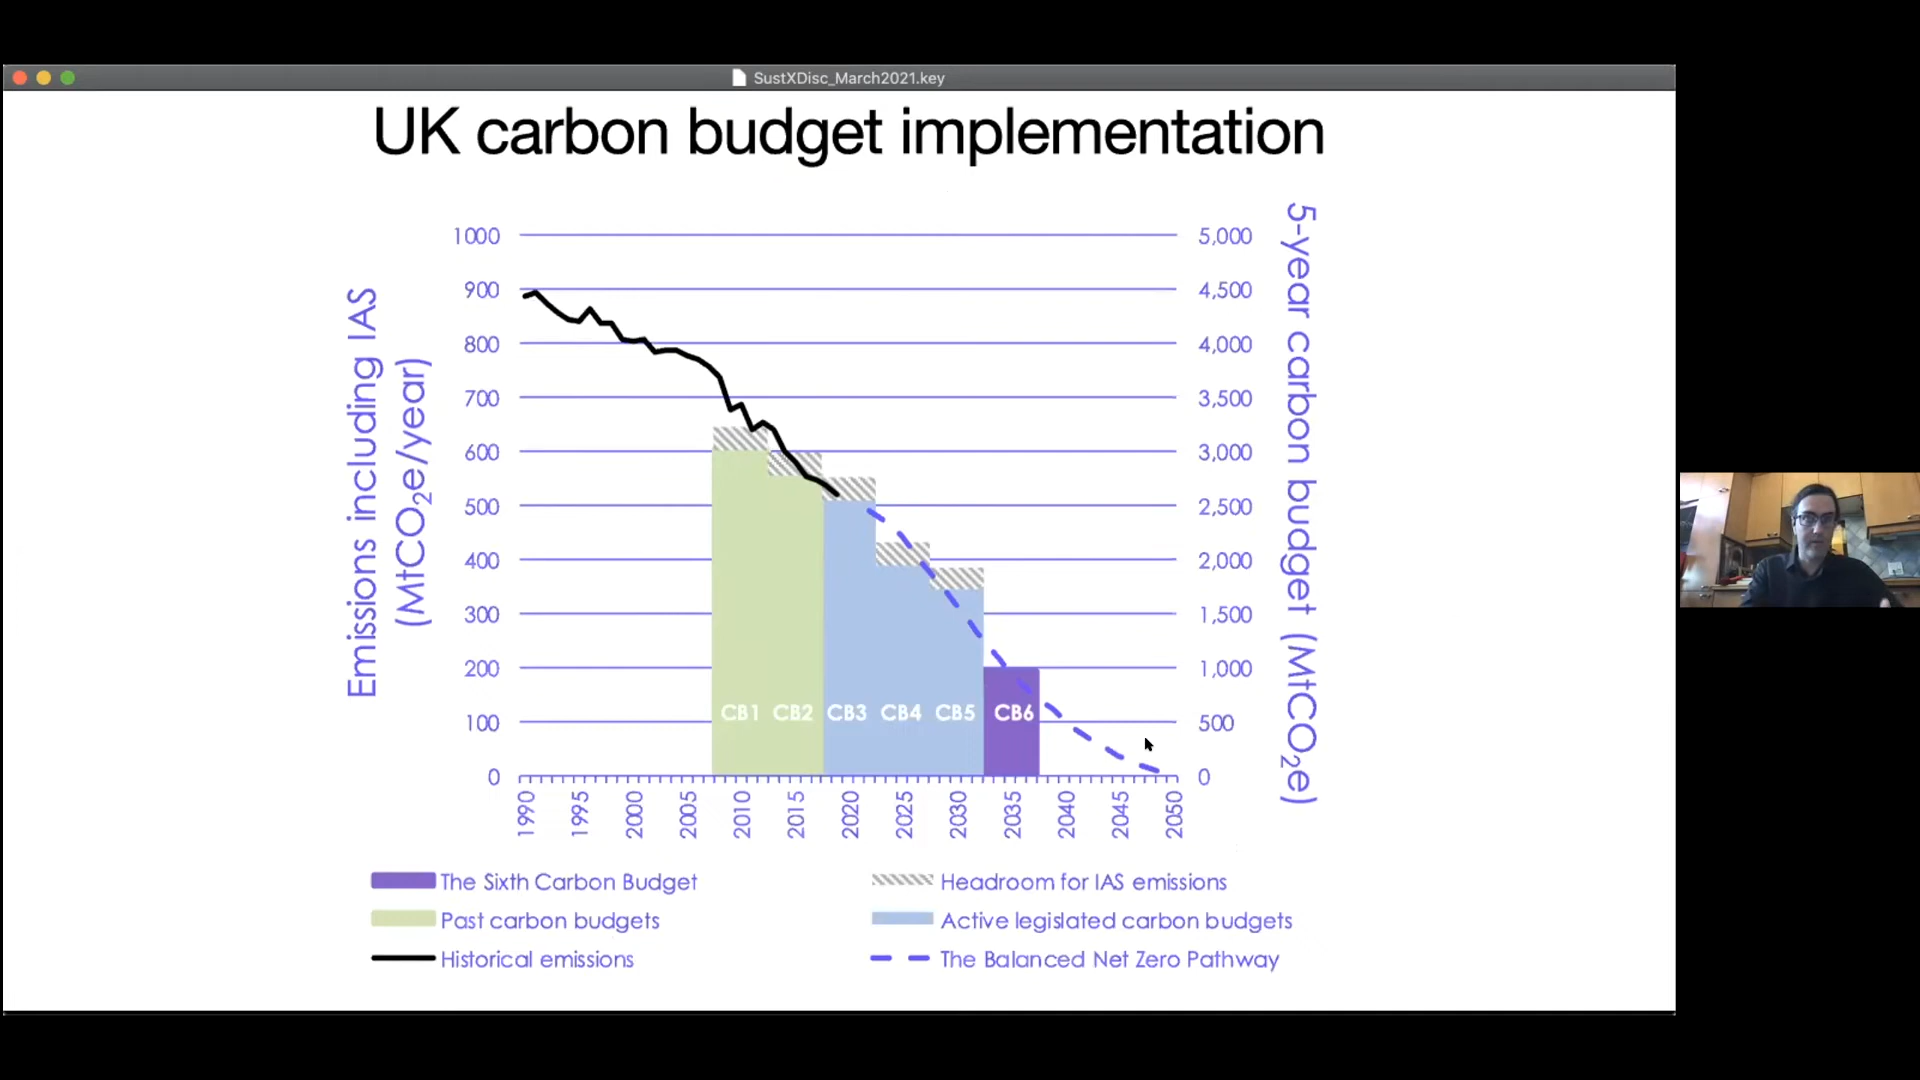 SustXDisc_March2021.key
UK carbon budget implementation
Emissions including IAS
(MtCO₂e/year)
1000
900
800
700
600
500
400
300
200
100
0
5,000
4,500
4,000
3,500
3,000
2,500
2,000
1,500
1,000
500
0
5-year carbon budget (MtCO₂e)
CB1 CB2 CB3 CB4 CB5 CB6
1990 1995 2000 2005 2010 2015 2020 2025 2030 2035 2040 2045 2050
The Sixth Carbon Budget
Headroom for IAS emissions
Past carbon budgets
Active legislated carbon budgets
Historical emissions
The Balanced Net Zero Pathway